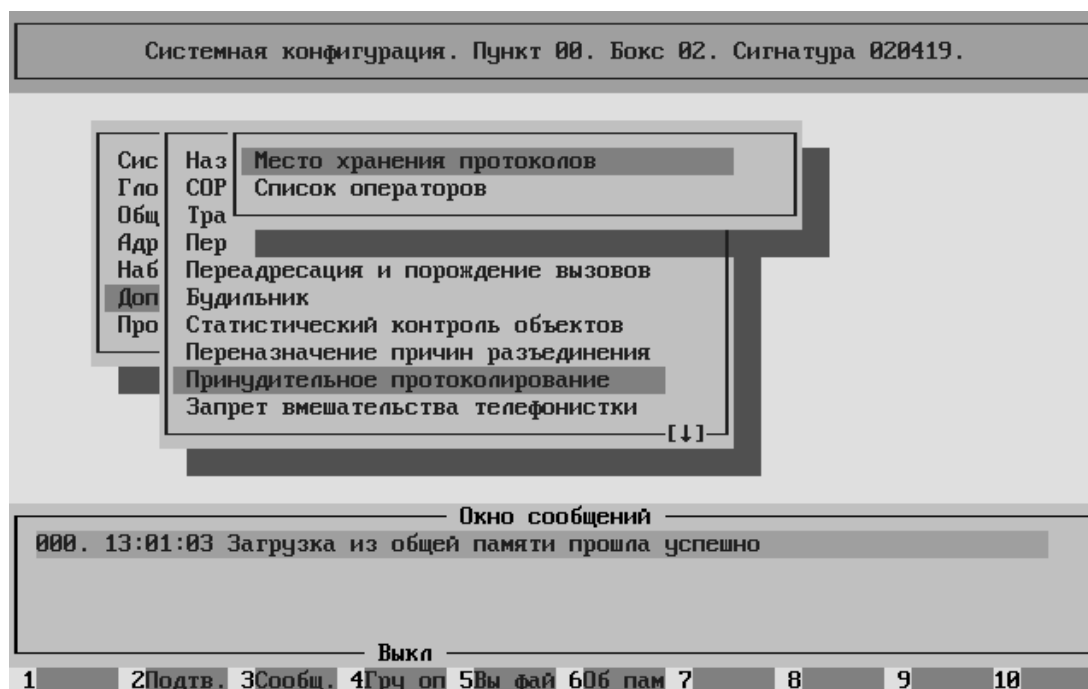 Системная конфигурация. Пункт 00. Бокс 02. Сигнатура 020419.
Сис Наз Место хранения протоколов
Гло СОР Список операторов
Общ Тра
Адр Пер
Наб Переадресация и порождение вызовов
Доп Будильник
Про Статистический контроль объектов
Переназначение причин разъединения
Принудительное протоколирование
Запрет вмешательства телефонистки
[↓]
Окно сообщений
000. 13:01:03 Загрузка из общей памяти прошла успешно
Выкл
1 2Подтв. 3Сообщ. 4Гру оп 5Вы фай 6Об пам 7 8 9 10